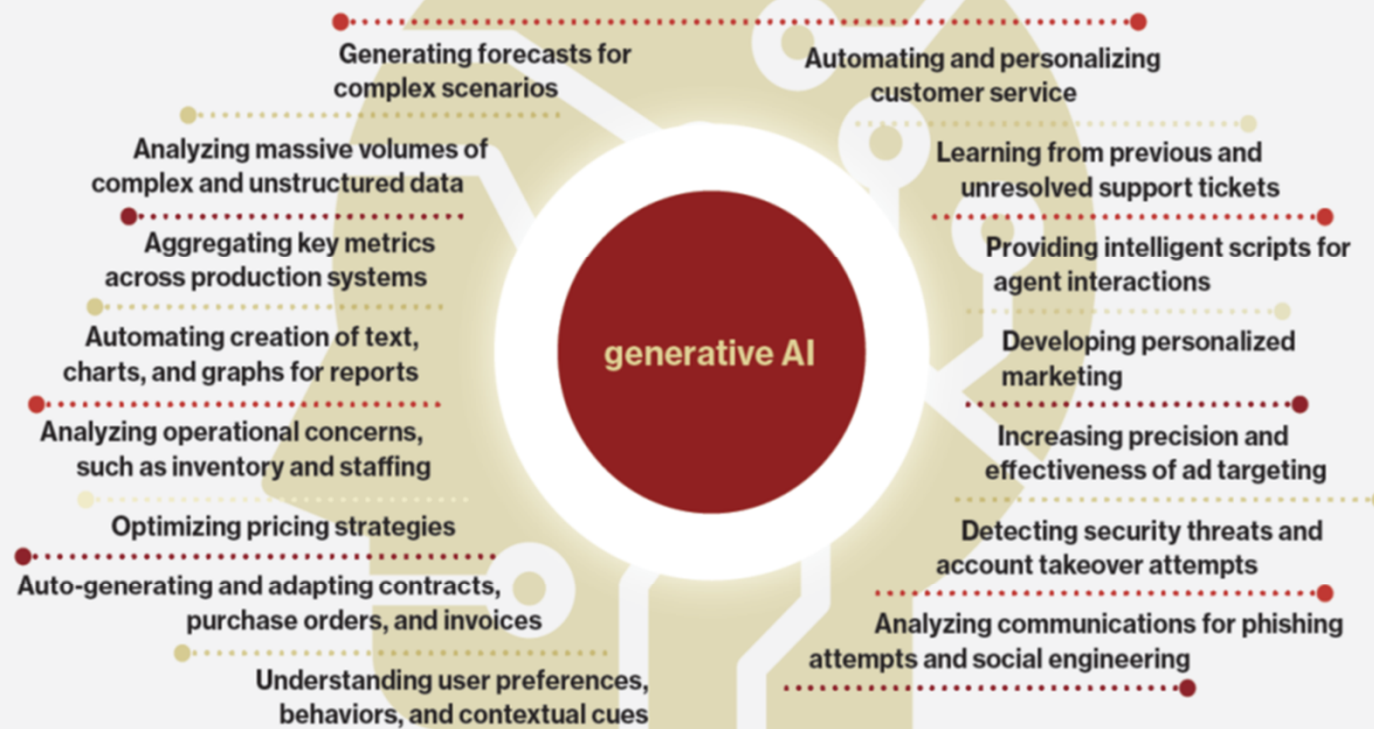 Generating forecasts for
complex scenarios
Analyzing massive volumes of
complex and unstructured data
Aggregating key metrics
across production systems
Automating creation of text,
charts, and graphs for reports
Analyzing operational concerns,
such as inventory and staffing
Optimizing pricing strategies
Auto-generating and adapting contracts,
purchase orders, and invoices
Understanding user preferences,
behaviors, and contextual cues
generative AI
Automating and personalizing
customer service
Learning from previous and
unresolved support tickets
Providing intelligent scripts for
agent interactions
Developing personalized
marketing
Increasing precision and
effectiveness of ad targeting
Detecting security threats and
account takeover attempts
Analyzing communications for phishing
attempts and social engineering